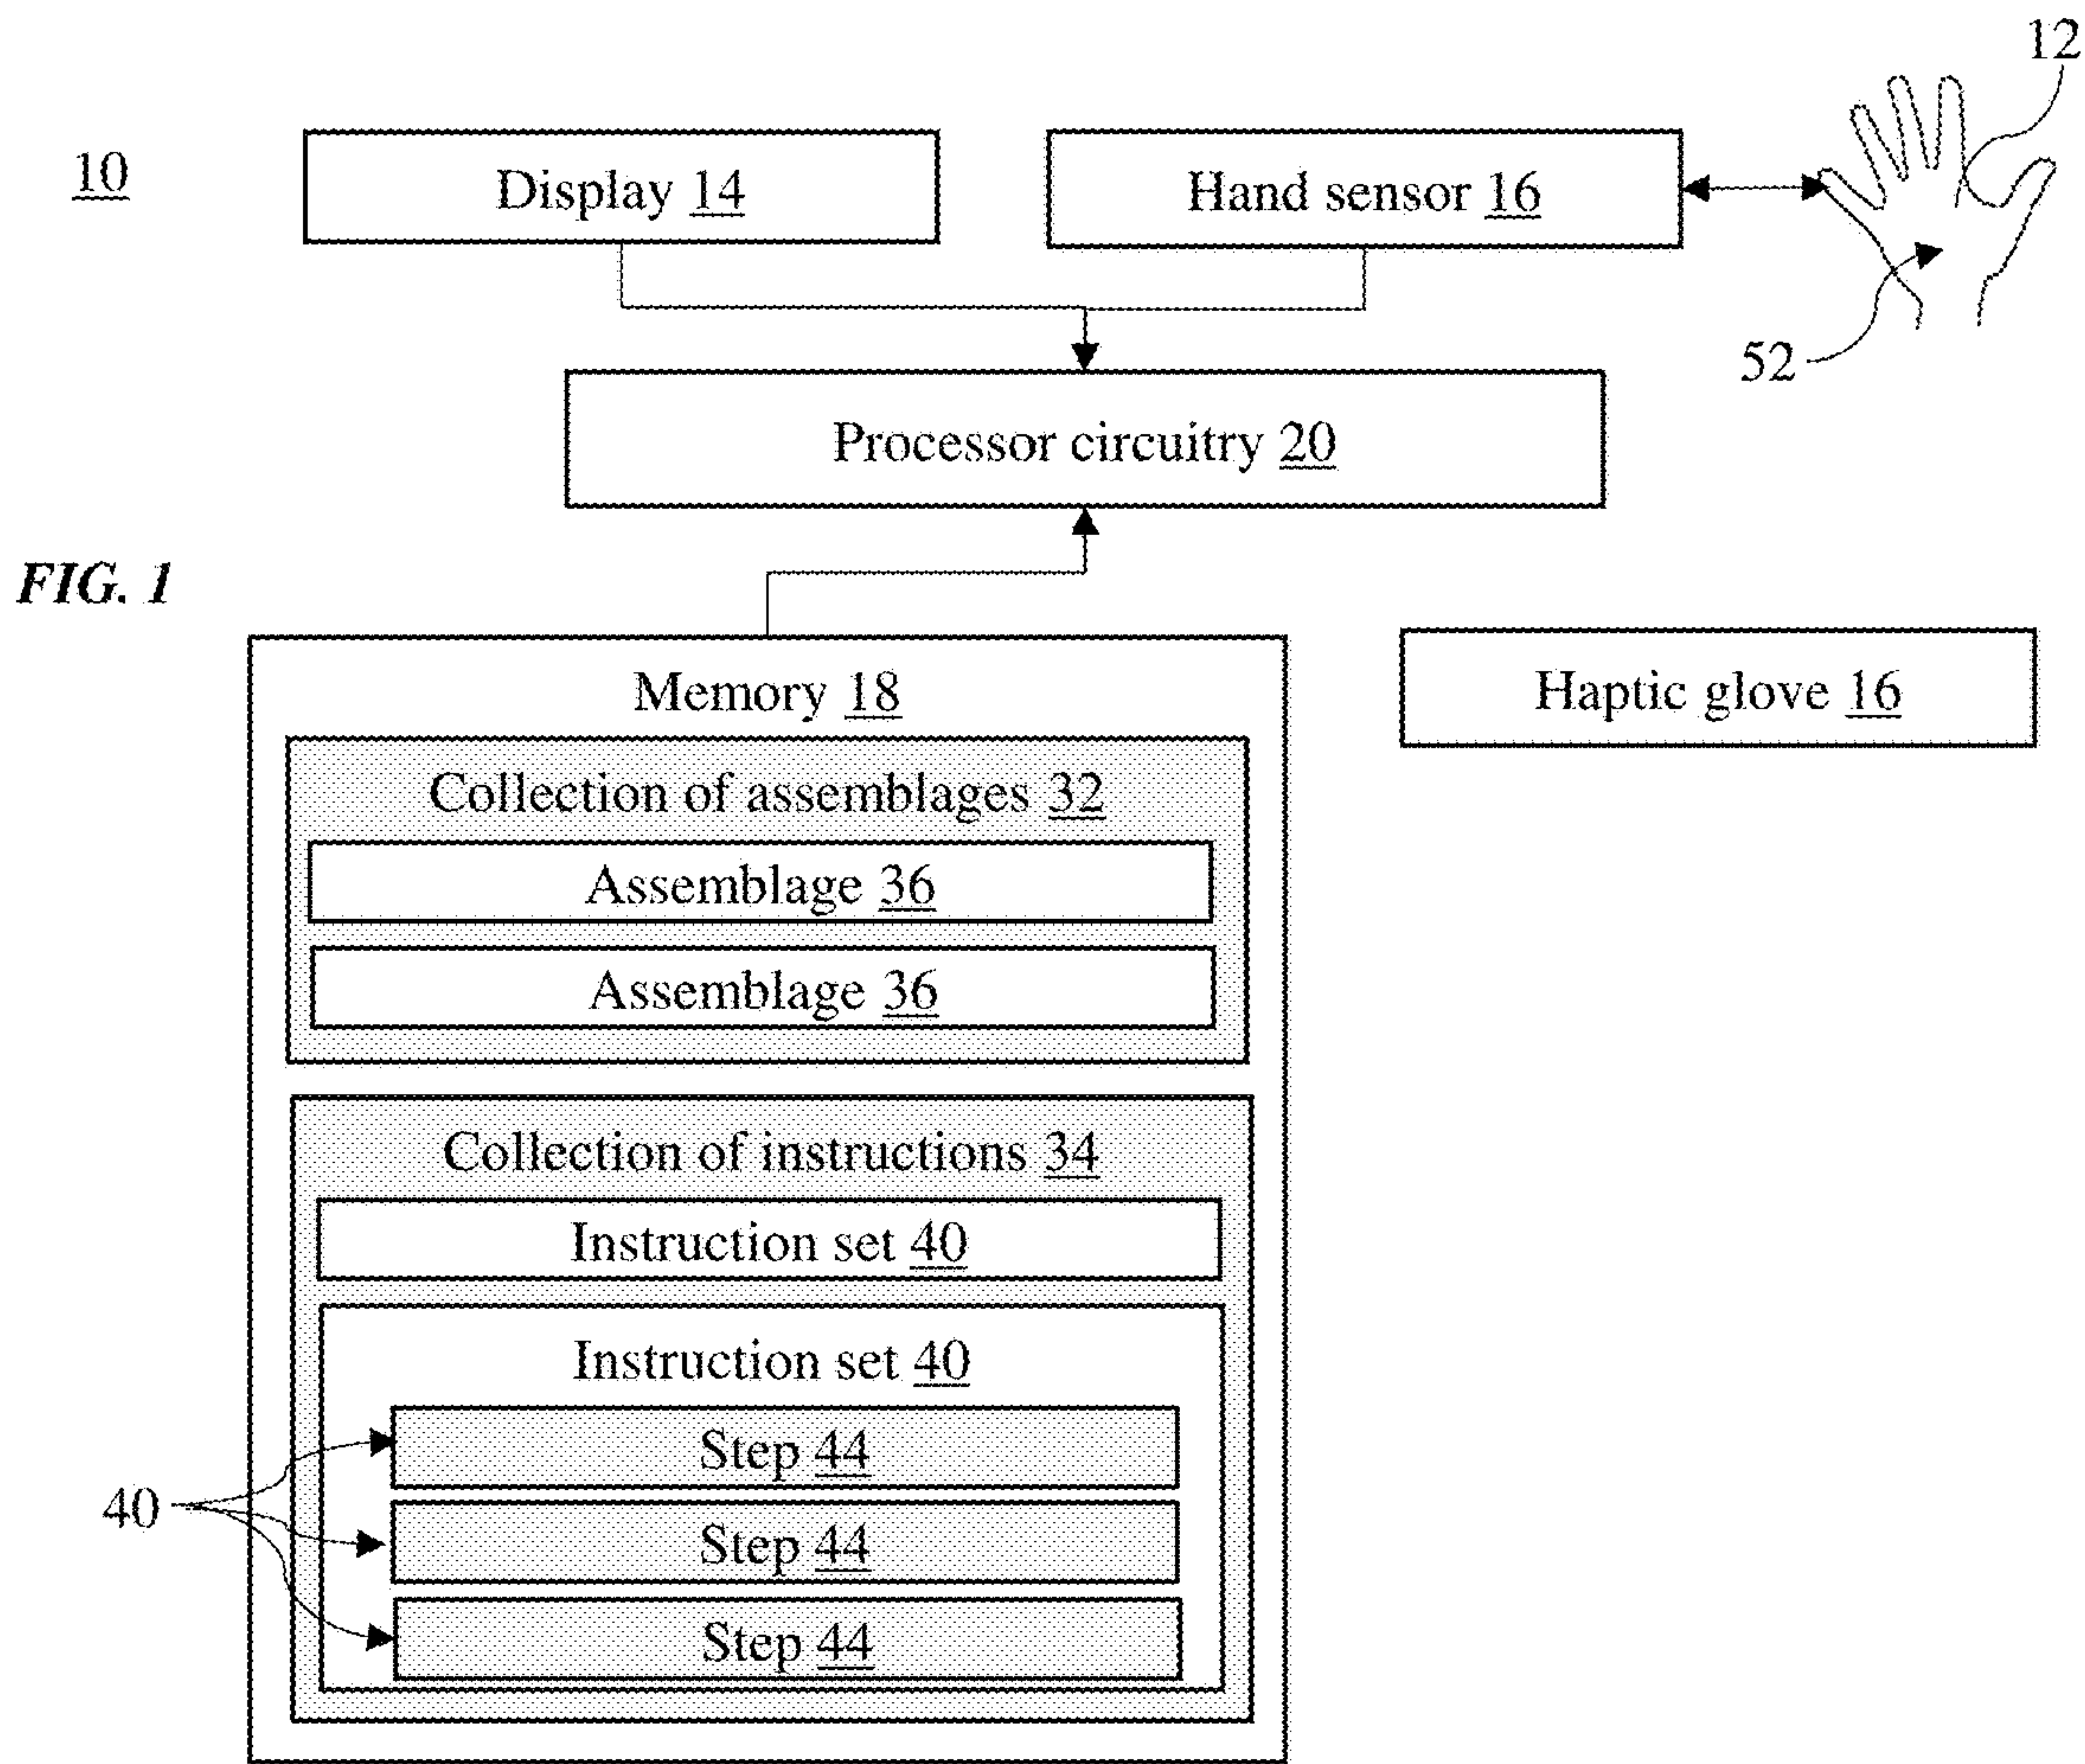 12
10
Display 14
Hand sensor 16
52
Processor circuitry 20
FIG. 1
Memory 18
Haptic glove 16
Collection of assemblages 32
Assemblage 36
Assemblage 36
Collection of instructions 34
Instruction set 40
Instruction set 40
Step 44
40
Step 44
Step 44